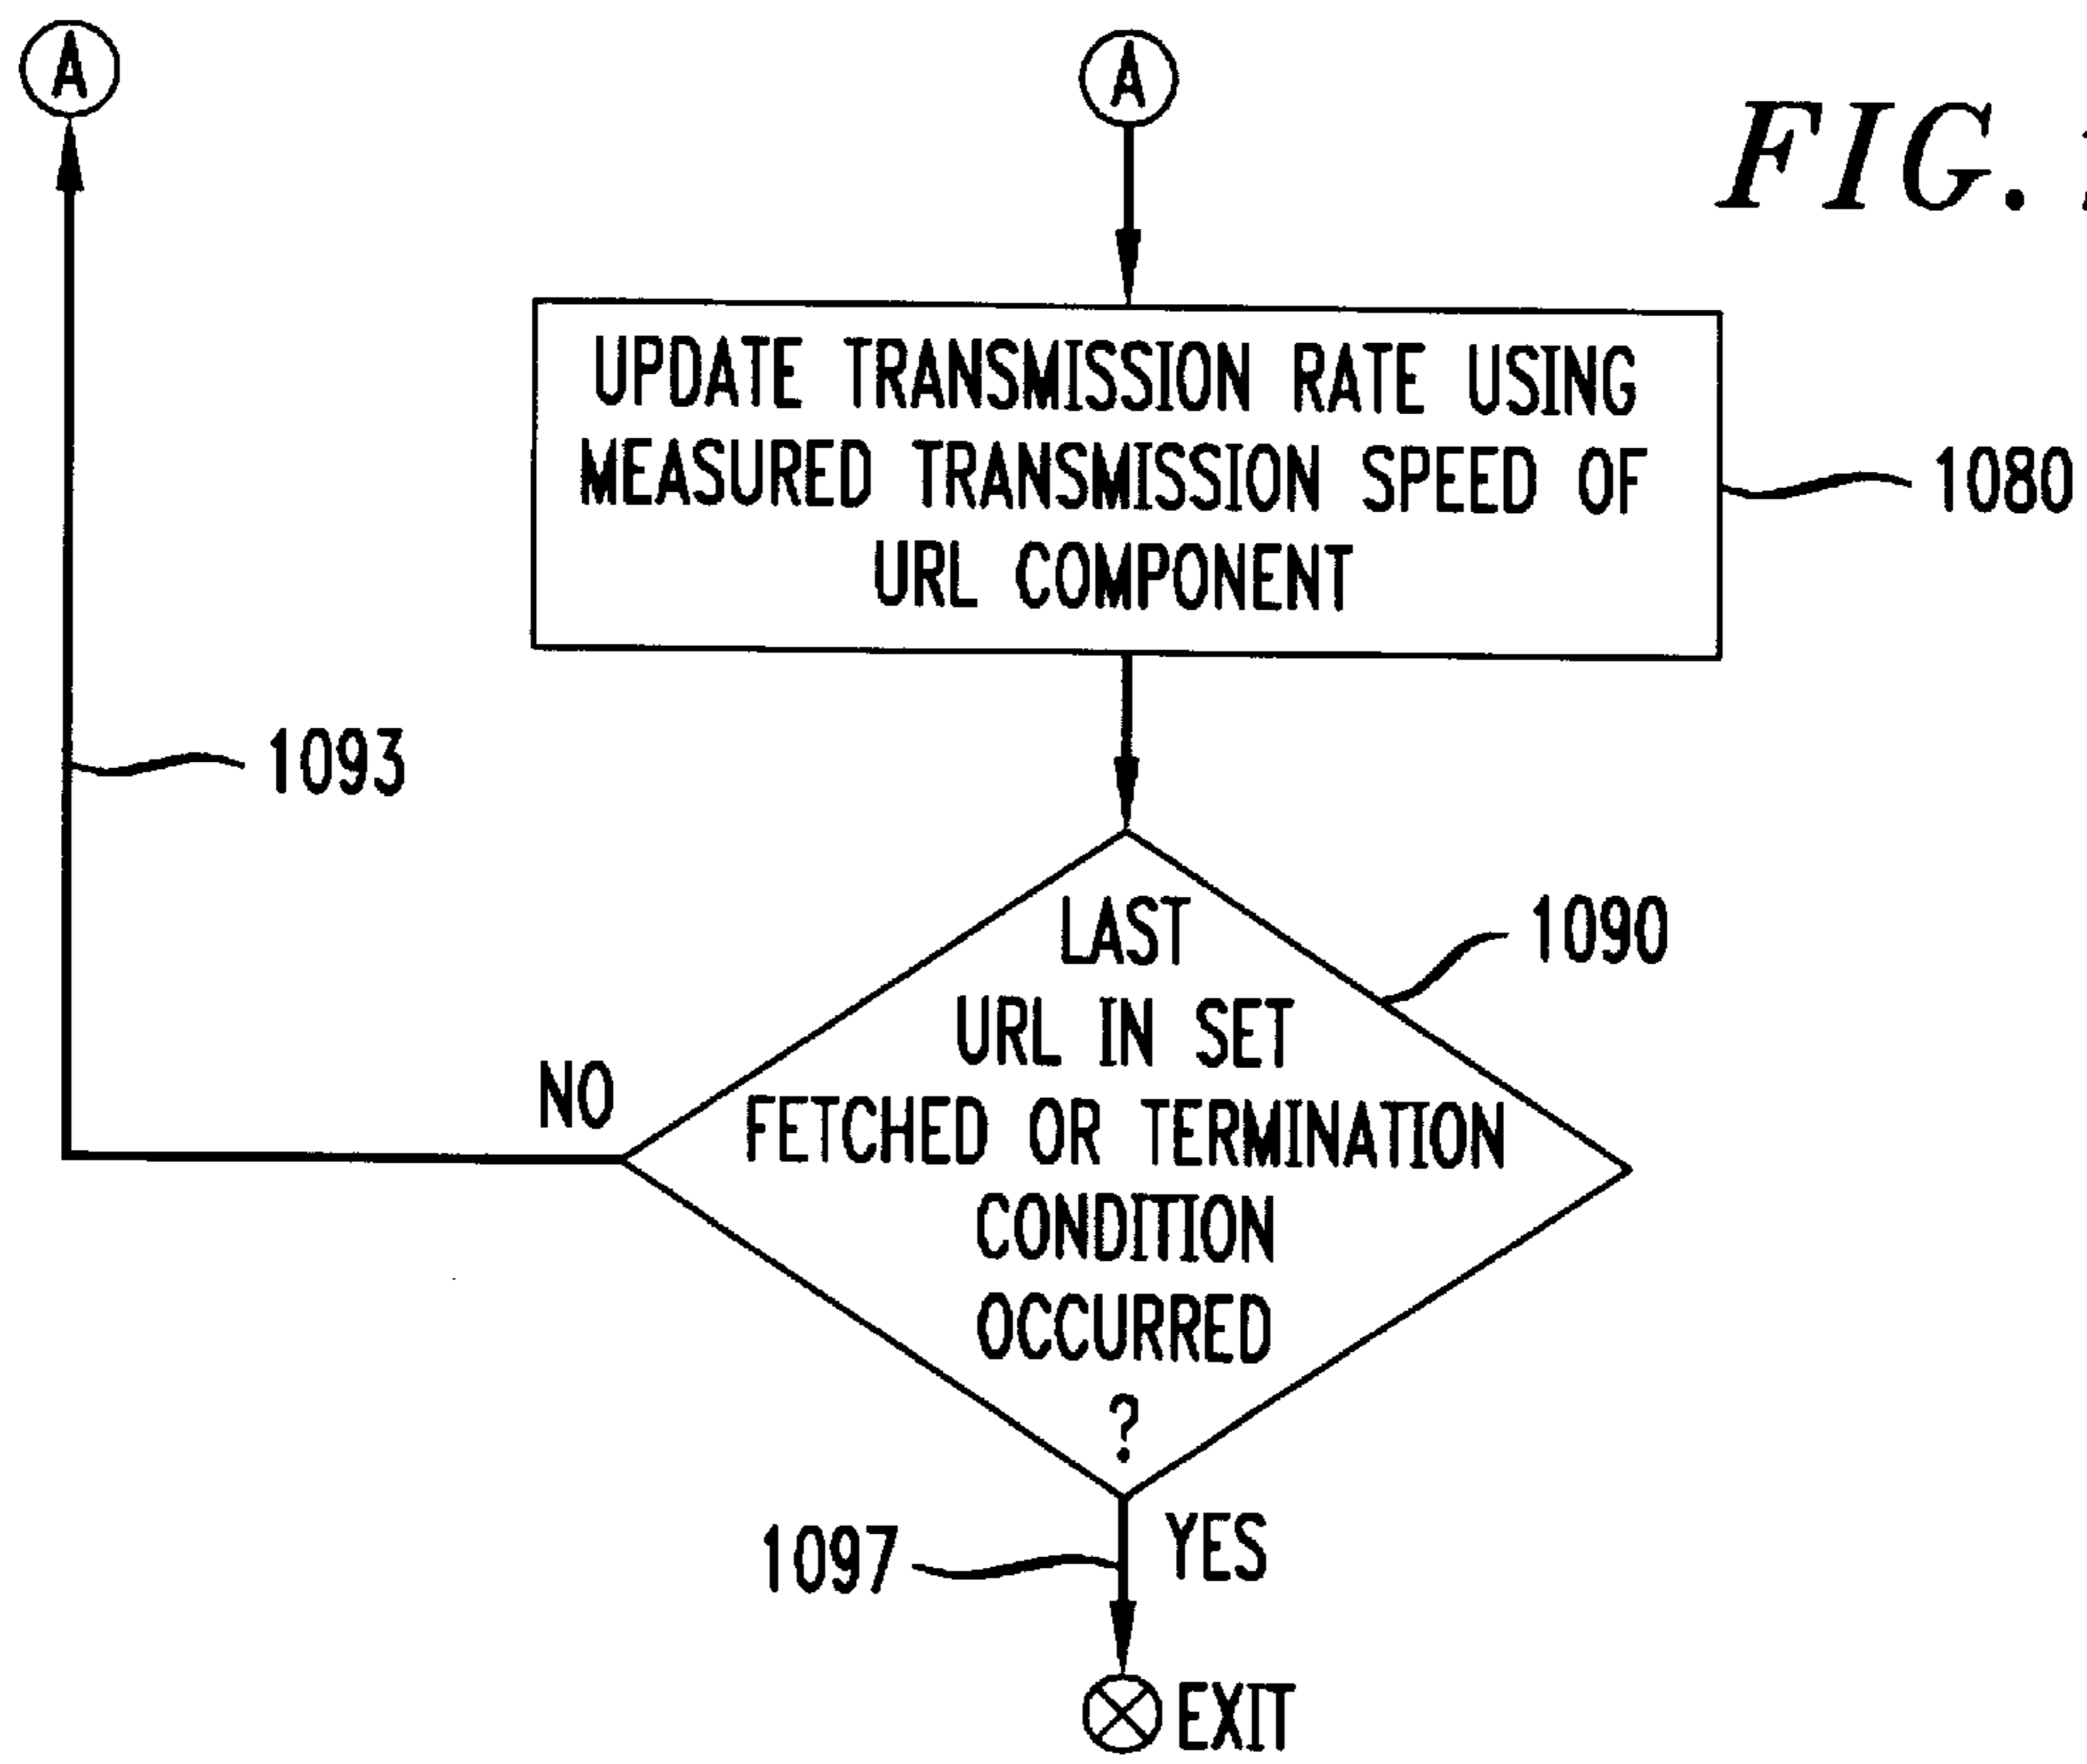 A
A
FIG.
UPDATE TRANSMISSION RATE USING
MEASURED TRANSMISSION SPEED OF
URL COMPONENT
1080
1093
LAST
URL IN SET
FETCHED OR TERMINATION
CONDITION
OCCURRED
?
1090
NO
1097
YES
EXIT